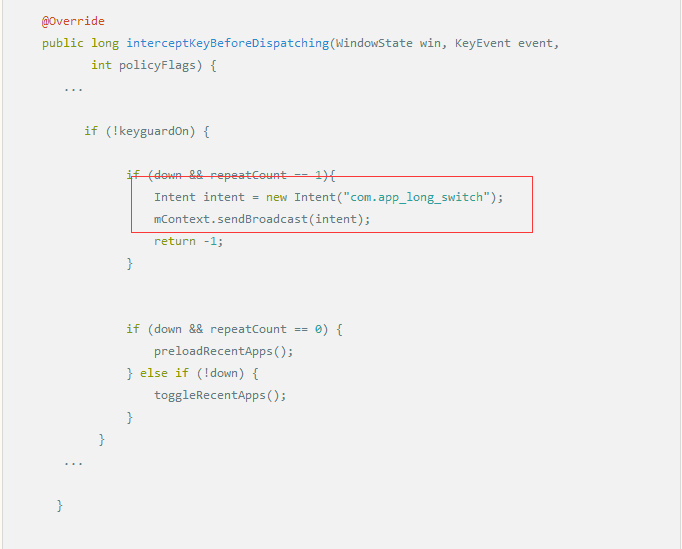 @Override
public long interceptKeyBeforeDispatching(WindowState win, KeyEvent event,
int policyFlags) {
...
if (!keyguardOn) {
if (down && repeatCount == 1){
Intent intent = new Intent("com.app_long_switch");
mContext.sendBroadcast(intent);
return -1;
}
if (down && repeatCount == 0) {
preloadRecentApps();
} else if (!down) {
toggleRecentApps();
}
}
...
}